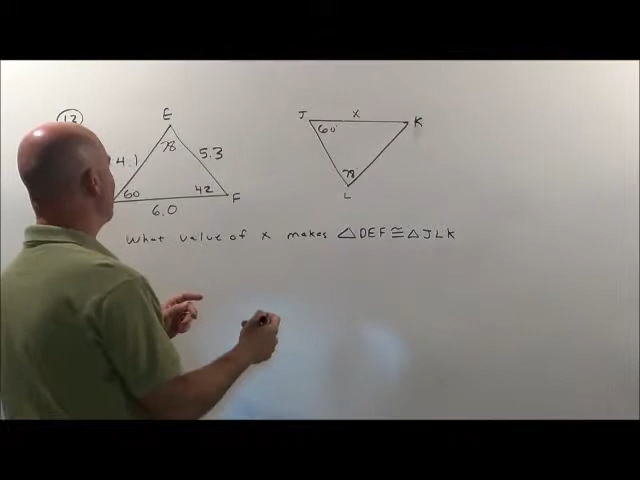 12
E
J
x
K
4.1
78
5.3
60°
60
42
F
78
6.0
L
What value of x makes △DEF≅△JLK